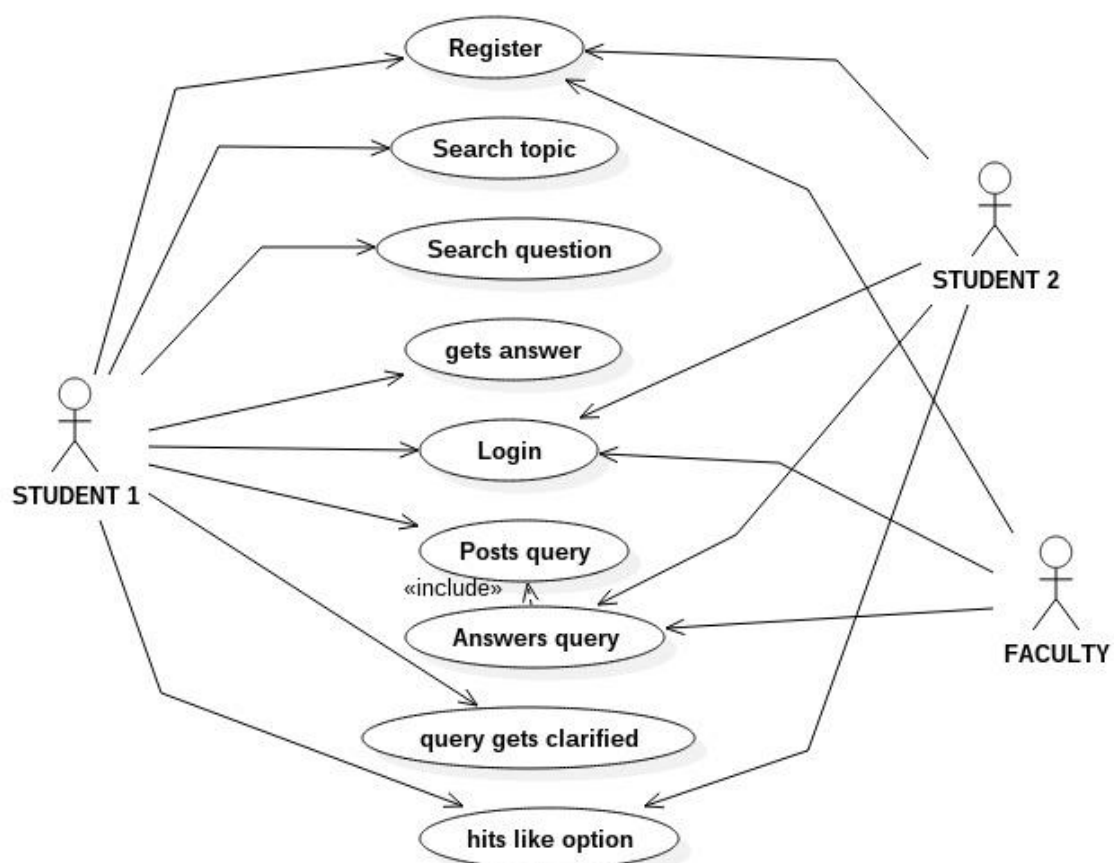 Register
Search topic
STUDENT 2
Search question
gets answer
Login
STUDENT 1
Posts query
«include»
Answers query
FACULTY
query gets clarified
hits like option